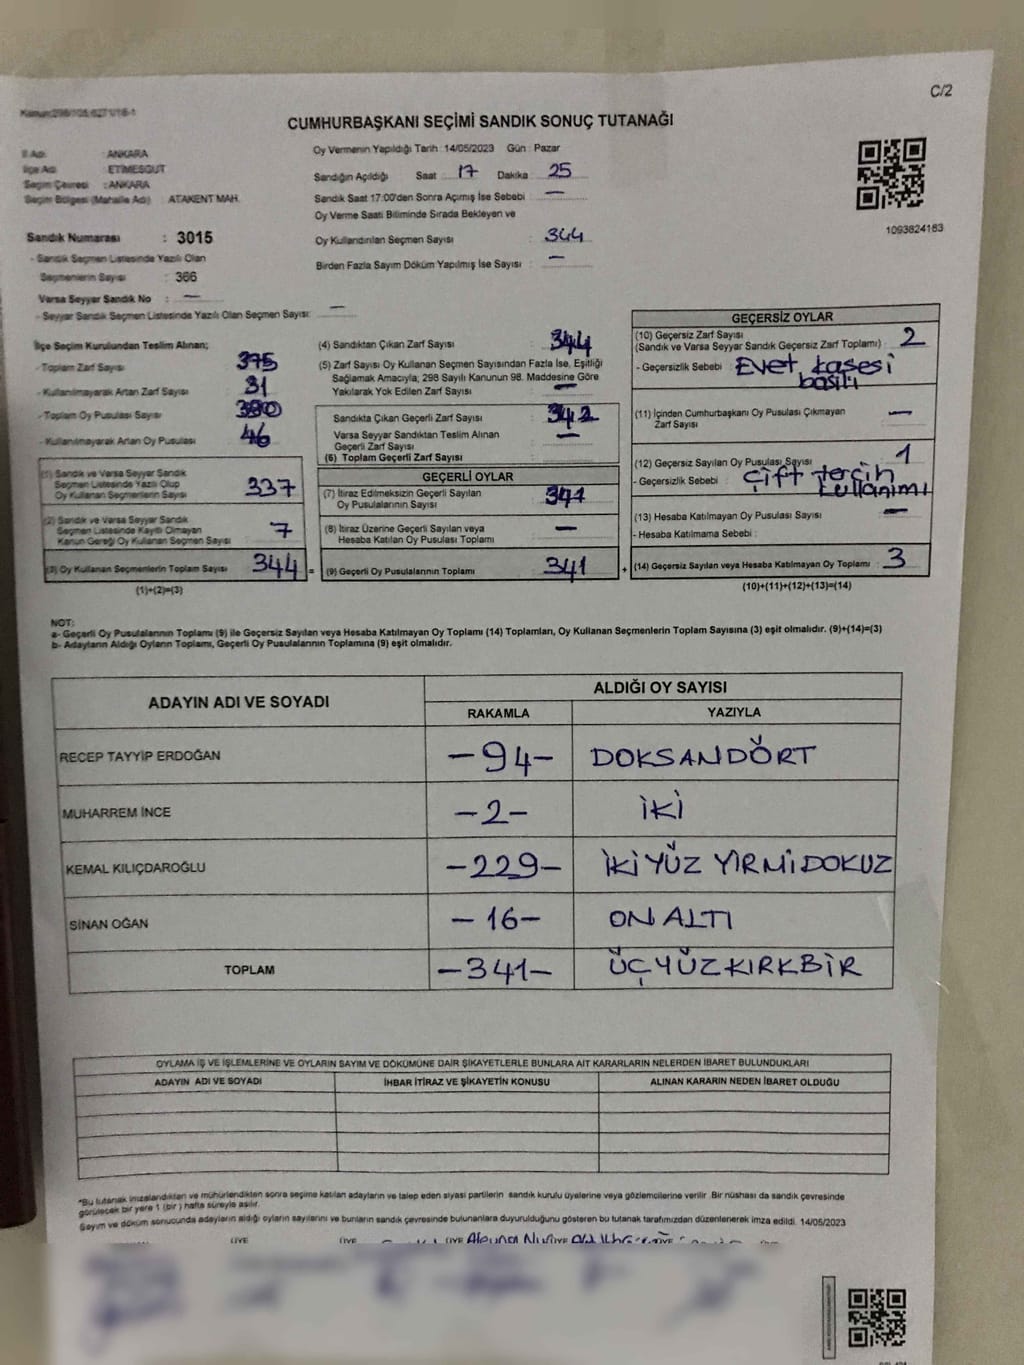 C/2
CUMHURBAŞKANI SEÇİMİ SANDIK SONUÇ TUTANAĞI
İl Adı : ANKARA
İlçe Adı : ETİMESGUT
Seçim Çevresi : ANKARA
Seçim Bölgesi (Mahalle Adı) ATAKENT MAH.
Oy Vermenin Yapıldığı Tarih : 14/05/2023 Gün : Pazar
Sandığın Açıldığı Saat 17 Dakika 25
Sandık Saat 17:00'den Sonra Açımış İse Sebebi —
Oy Verme Saati Bitiminde Sırada Bekleyen ve
Oy Kullandırılan Seçmen Sayısı : 344
Birden Fazla Sayım Döküm Yapılmış İse Sayısı : —
1093824183
Sandık Numarası : 3015
- Sandık Seçmen Listesinde Yazılı Olan
Seçmenlerin Sayısı : 366
Varsa Seyyar Sandık No : —
- Seyyar Sandık Seçmen Listesinde Yazılı Olan Seçmen Sayısı: —
İlçe Seçim Kurulundan Teslim Alınan;
- Toplam Zarf Sayısı 375
- Kullanılmayarak Artan Zarf Sayısı 31
- Toplam Oy Pusulası Sayısı
- Kullanılmayarak Artan Oy Pusulası 46
(1) Sandık ve Varsa Seyyar Sandık
Seçmen Listesinde Yazılı Olup
Oy Kullanan Seçmenlerin Sayısı 337
(2) Sandık ve Varsa Seyyar Sandık
Seçmen Listesinde Kayıtlı Olmayan
Kanun Gereği Oy Kullanan Seçmen Sayısı 7
(3) Oy Kullanan Seçmenlerin Toplam Sayısı 344 =
(1)+(2)=(3)
(4) Sandıktan Çıkan Zarf Sayısı 344
(5) Zarf Sayısı Oy Kullanan Seçmen Sayısından Fazla İse, Eşitliği
Sağlamak Amacıyla; 298 Sayılı Kanunun 98. Maddesine Göre
Yakılarak Yok Edilen Zarf Sayısı —
Sandıkta Çıkan Geçerli Zarf Sayısı 342
Varsa Seyyar Sandıktan Teslim Alınan
Geçerli Zarf Sayısı —
(6) Toplam Geçerli Zarf Sayısı :
GEÇERLİ OYLAR
(7) İtiraz Edilmeksizin Geçerli Sayılan
Oy Pusulalarının Sayısı : 341
(8) İtiraz Üzerine Geçerli Sayılan veya
Hesaba Katılan Oy Pusulası Toplamı —
(9) Geçerli Oy Pusulalarının Toplamı 341 +
GEÇERSİZ OYLAR
(10) Geçersiz Zarf Sayısı
(Sandık ve Varsa Seyyar Sandık Geçersiz Zarf Toplamı) : 2
- Geçersizlik Sebebi : Evet, kaşesi
basılı
(11) İçinden Cumhurbaşkanı Oy Pusulası Çıkmayan
Zarf Sayısı —
(12) Geçersiz Sayılan Oy Pusulası Sayısı 1
- Geçersizlik Sebebi : çift tercih
kullanımı
(13) Hesaba Katılmayan Oy Pusulası Sayısı —
- Hesaba Katılmama Sebebi :
(14) Geçersiz Sayılan veya Hesaba Katılmayan Oy Toplamı : 3
(10)+(11)+(12)+(13)=(14)
NOT:
a- Geçerli Oy Pusulalarının Toplamı (9) ile Geçersiz Sayılan veya Hesaba Katılmayan Oy Toplamı (14) Toplamları, Oy Kullanan Seçmenlerin Toplam Sayısına (3) eşit olmalıdır. (9)+(14)=(3)
b- Adayların Aldığı Oyların Toplamı, Geçerli Oy Pusulalarının Toplamına (9) eşit olmalıdır.
ADAYIN ADI VE SOYADI ALDIĞI OY SAYISI
RAKAMLA YAZIYLA
RECEP TAYYİP ERDOĞAN -94- DOKSANDÖRT
MUHARREM İNCE -2- İKİ
KEMAL KILIÇDAROĞLU -229- İKİ YÜZ YİRMİDOKUZ
SİNAN OĞAN -16- ON ALTI
TOPLAM -341- ÜÇYÜZKIRKBİR
OYLAMA İŞ VE İŞLEMLERİNE VE OYLARIN SAYIM VE DÖKÜMÜNE DAİR ŞİKAYETLERLE BUNLARA AİT KARARLARIN NELERDEN İBARET BULUNDUKLARI
ADAYIN ADI VE SOYADI İHBAR İTİRAZ VE ŞİKAYETİN KONUSU ALINAN KARARIN NEDEN İBARET OLDUĞU
*Bu tutanak imzalandıktan ve mühürlendikten sonra seçime katılan adayların ve talep eden siyasi partilerin sandık kurulu üyelerine veya gözlemcilerine verilir. Bir nüshası da sandık çevresinde
görülecek bir yere 1 (bir ) hafta süreyle asılır.
Sayım ve döküm sonucunda adayların aldığı oyların sayılarını ve bunların sandık çevresinde bulunanlara duyurulduğunu gösteren bu tutanak tarafımızdan düzenlenerek imza edildi. 14/05/2023
ÜYE ÜYE ÜYE